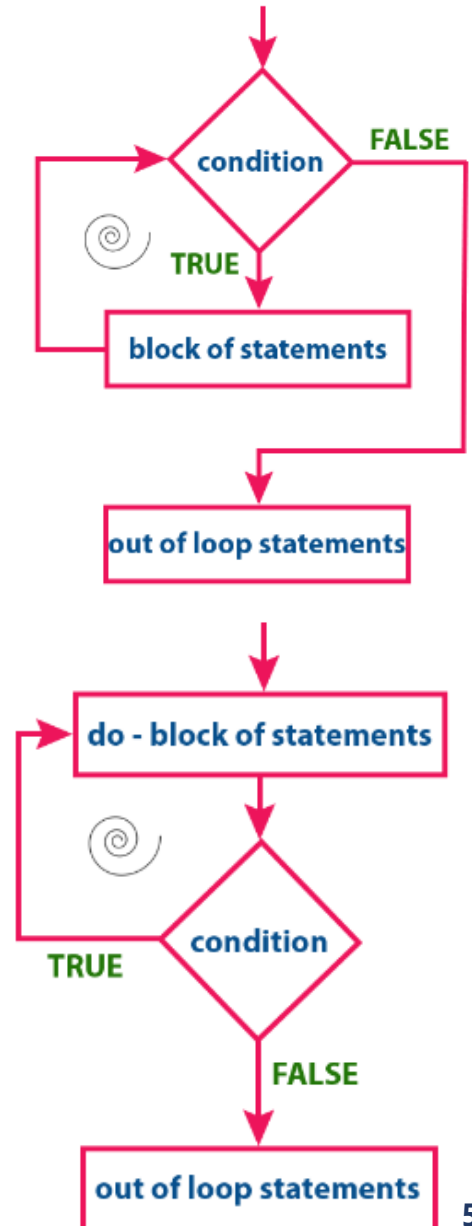 FALSE
condition
TRUE
block of statements
out of loop statements
do - block of statements
condition
TRUE
FALSE
out of loop statements
5